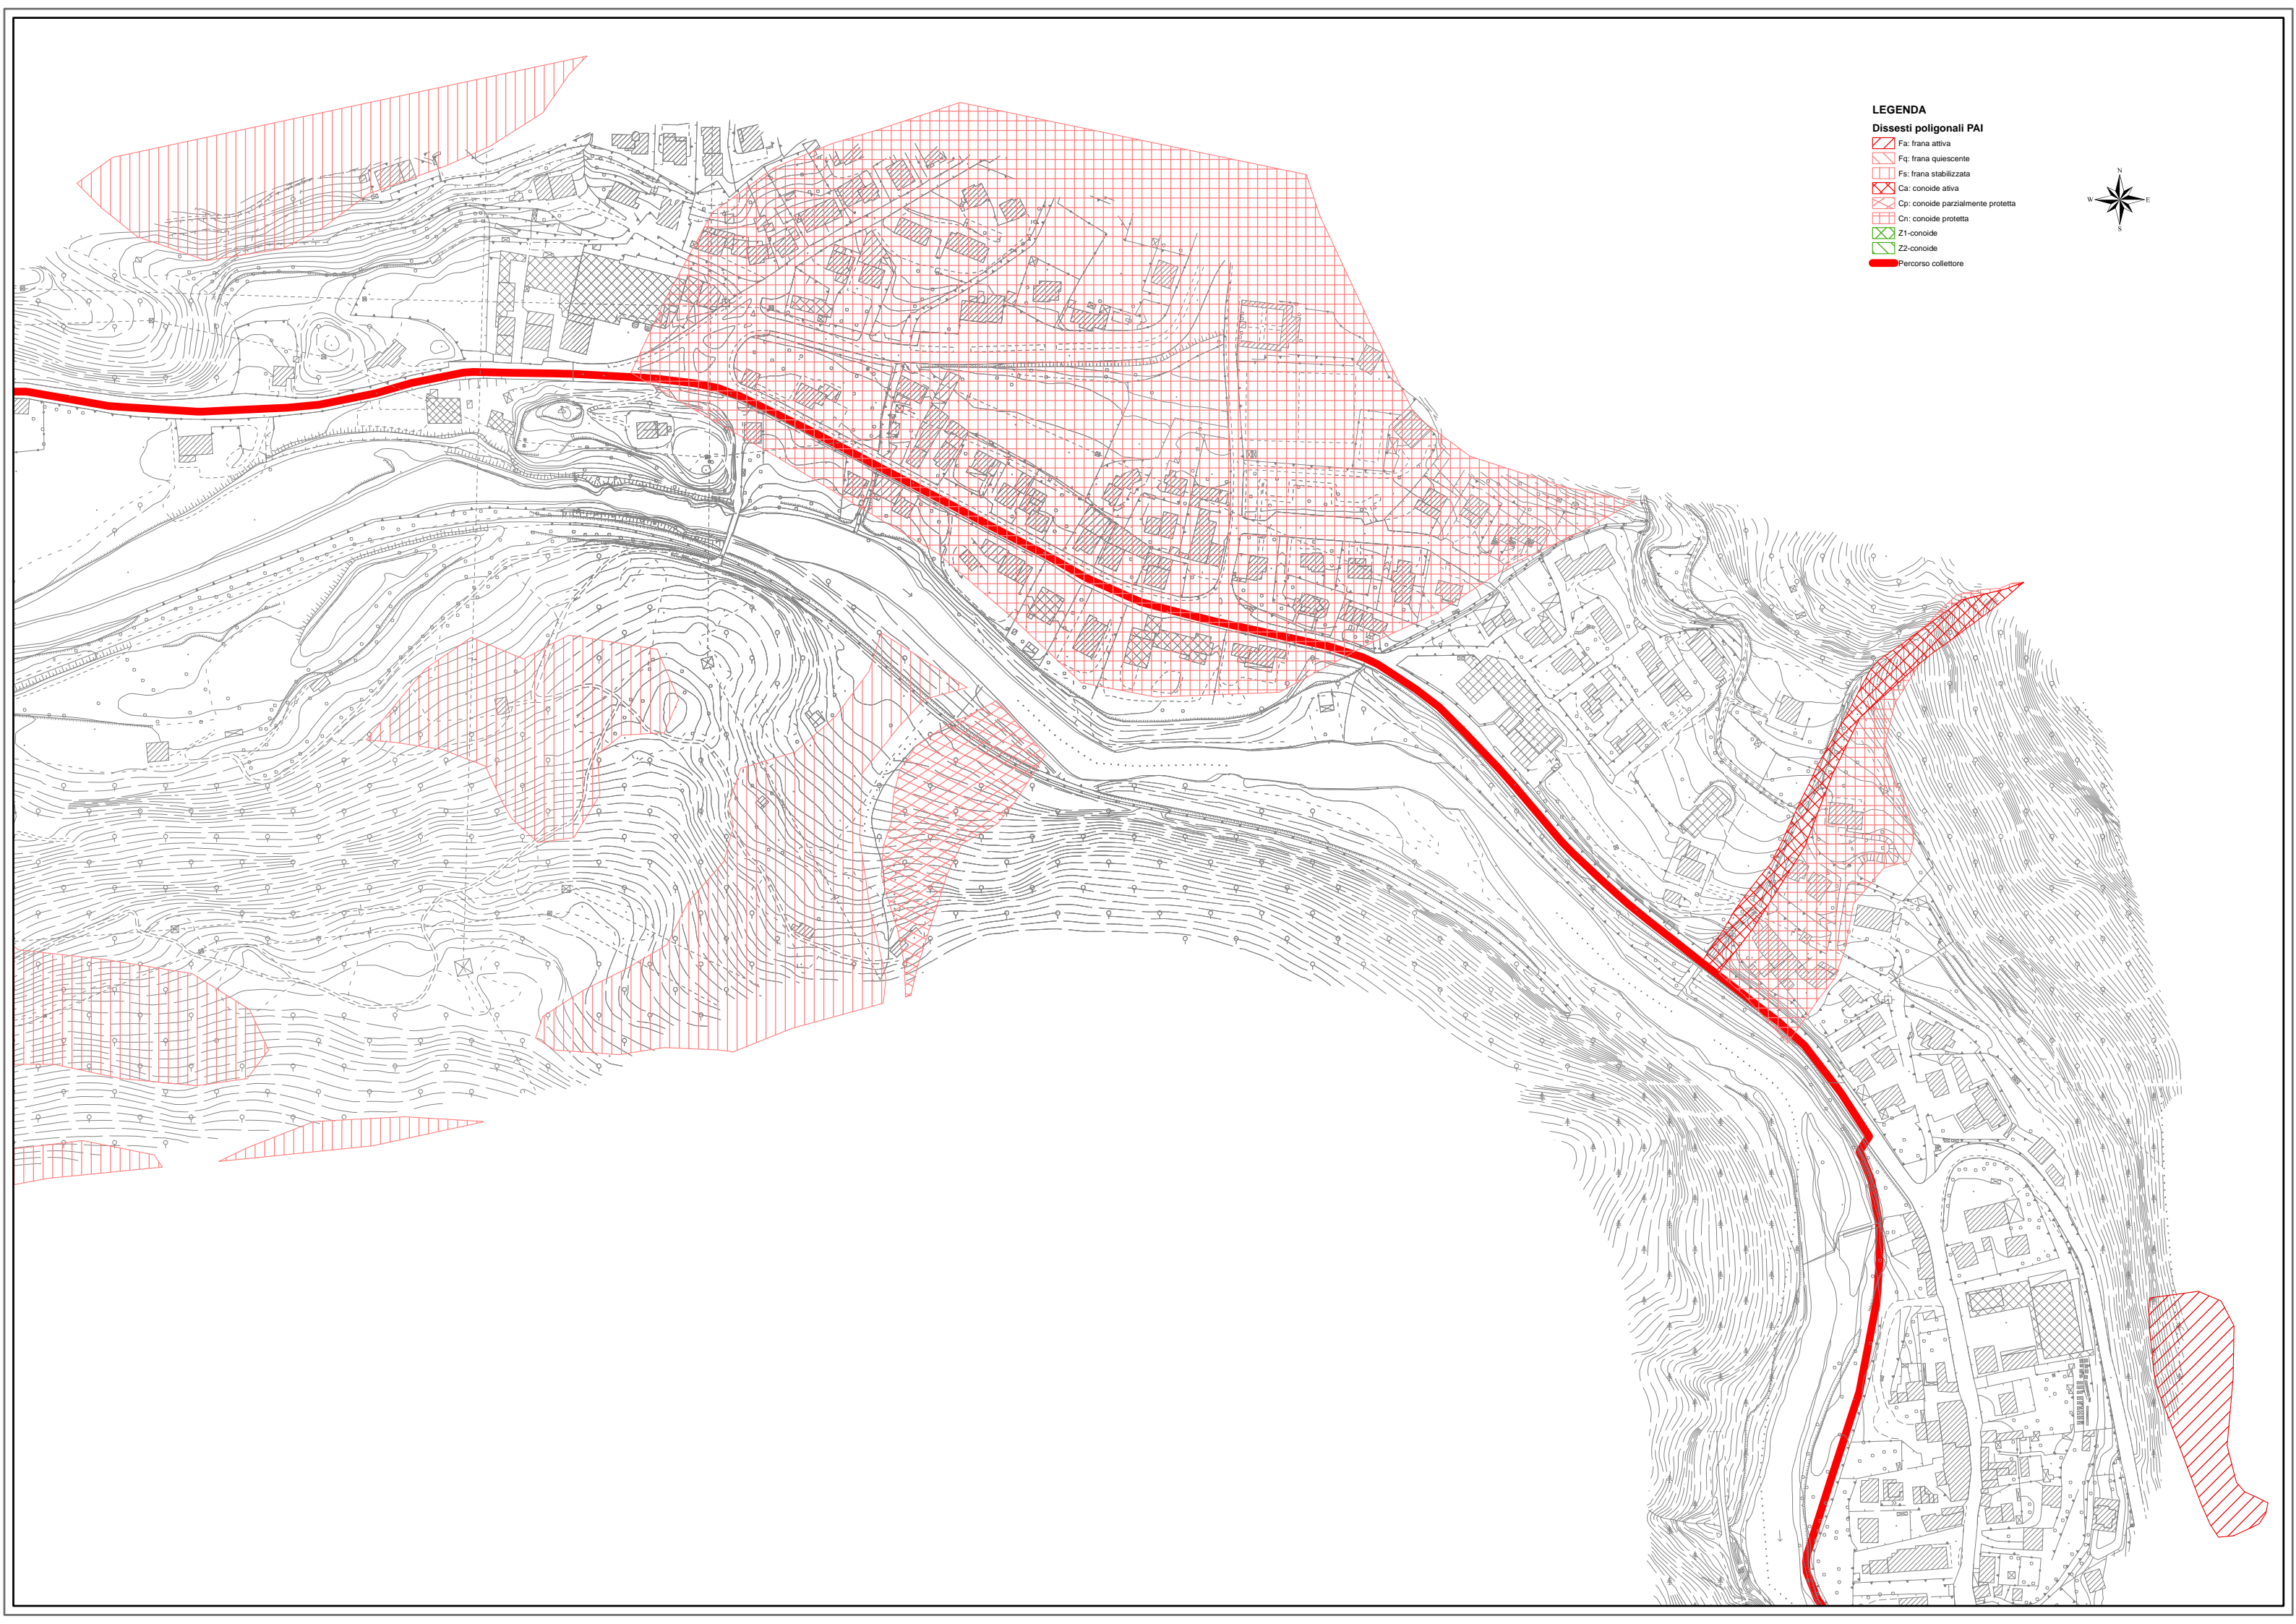 LEGENDA
Dissesti poligonali PAI
Fa: frana attiva
Fq: frana quiescente
Fs: frana stabilizzata
Ca: conoide ativa
Cp: conoide parzialmente protetta
Cn: conoide protetta
Z1-conoide
Z2-conoide
Percorso collettore
N
W E
S